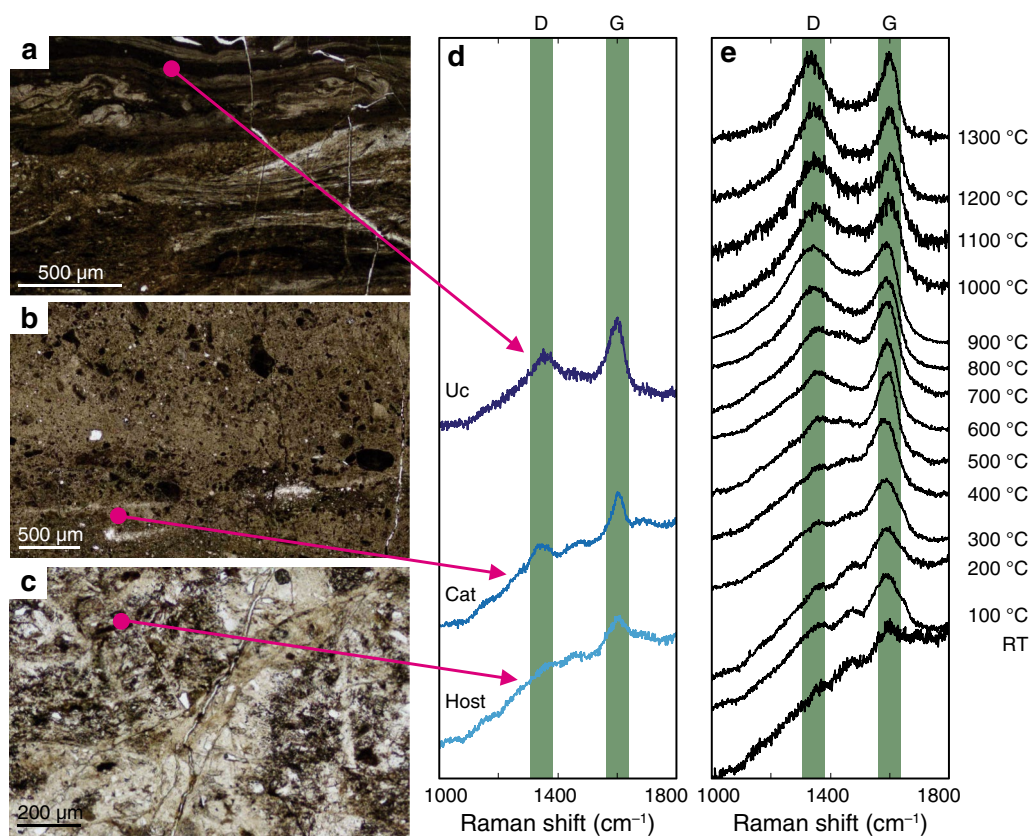 a
500 µm
b
500 µm
c
200 µm
D G
d
Uc
Cat
Host
1000 1400 1800
Raman shift (cm⁻¹)
D G
e
1300 °C
1200 °C
1100 °C
1000 °C
900 °C
800 °C
700 °C
600 °C
500 °C
400 °C
300 °C
200 °C
100 °C
RT
1000 1400 1800
Raman shift (cm⁻¹)